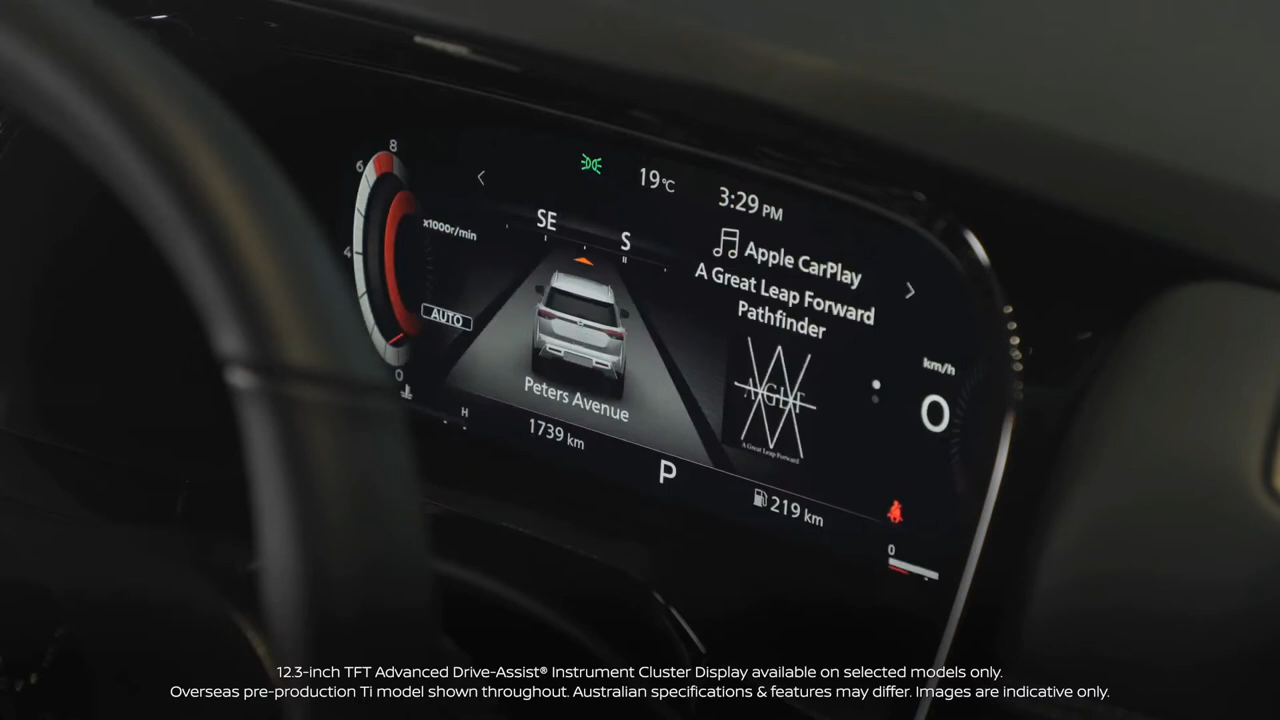 8
6
4
0
x1000r/min
AUTO
H
19°C
3:29 PM
SE
S
Apple CarPlay
A Great Leap Forward
Pathfinder
AGLF
A Great Leap Forward
Peters Avenue
1739 km
P
219 km
km/h
0
0
12.3-inch TFT Advanced Drive-Assist® Instrument Cluster Display available on selected models only.
Overseas pre-production Ti model shown throughout. Australian specifications & features may differ. Images are indicative only.